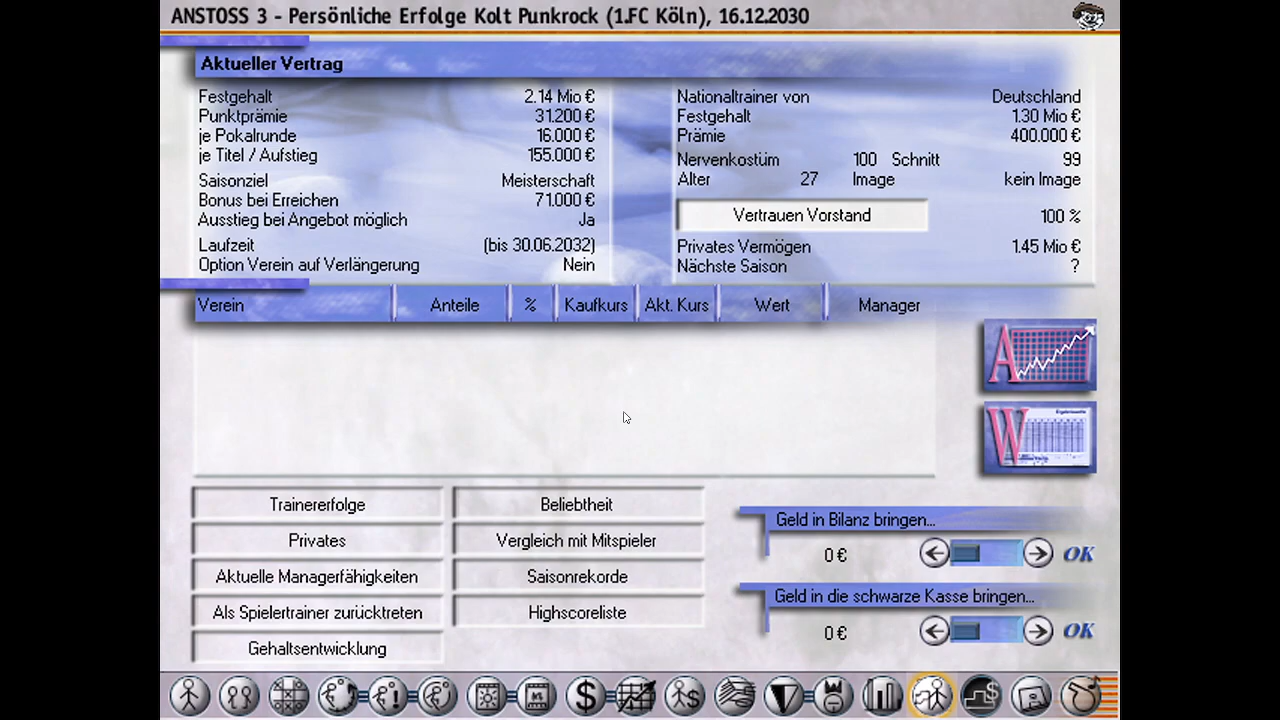 ANSTOSS 3 - Persönliche Erfolge Kolt Punkrock (1.FC Köln), 16.12.2030
Aktueller Vertrag
Festgehalt 2.14 Mio €
Punktprämie 31.200 €
je Pokalrunde 16.000 €
je Titel / Aufstieg 155.000 €
Saisonziel Meisterschaft
Bonus bei Erreichen 71.000 €
Ausstieg bei Angebot möglich Ja
Laufzeit (bis 30.06.2032)
Option Verein auf Verlängerung Nein
Nationaltrainer von Deutschland
Festgehalt 1.30 Mio €
Prämie 400.000 €
Nervenkostüm 100 Schnitt 99
Alter 27 Image kein Image
Vertrauen Vorstand 100 %
Privates Vermögen 1.45 Mio €
Nächste Saison ?
Verein Anteile % Kaufkurs Akt. Kurs Wert Manager
A
W
Trainererfolge
Privates
Aktuelle Managerfähigkeiten
Als Spielertrainer zurücktreten
Gehaltsentwicklung
Beliebtheit
Vergleich mit Mitspieler
Saisonrekorde
Highscoreliste
Geld in Bilanz bringen...
0 € OK
Geld in die schwarze Kasse bringen...
0 € OK